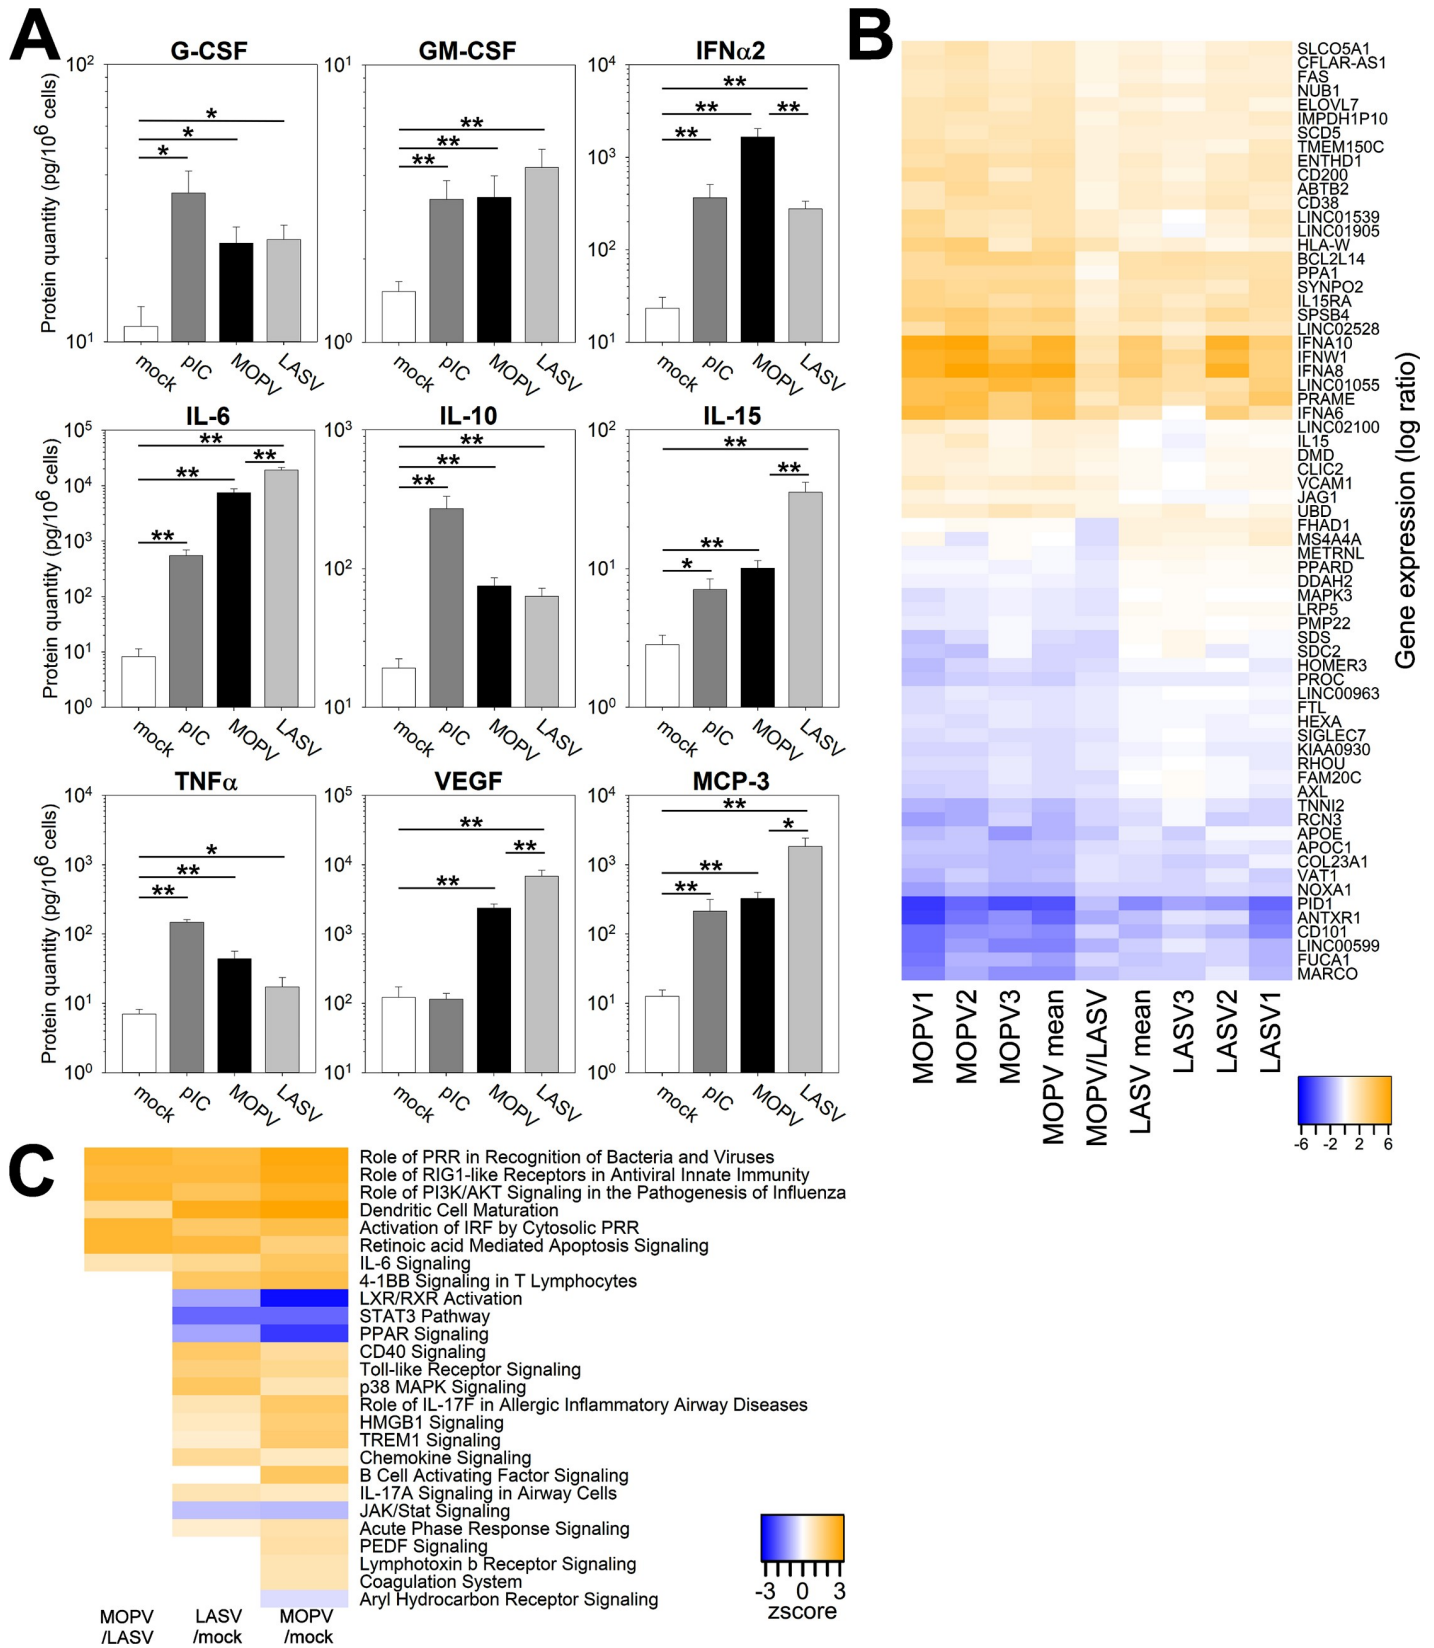 A
B
G-CSF
GM-CSF
IFNα2
Protein quantity (pg/10⁶ cells)
10²
10¹
mock
pIC
MOPV
LASV
*
*
*
10¹
10⁰
mock
pIC
MOPV
LASV
**
**
**
10⁴
10³
10²
10¹
mock
pIC
MOPV
LASV
**
**
**
**
IL-6
IL-10
IL-15
Protein quantity (pg/10⁶ cells)
10⁵
10⁴
10³
10²
10¹
10⁰
mock
pIC
MOPV
LASV
**
**
**
**
10³
10²
10¹
mock
pIC
MOPV
LASV
**
**
**
10²
10¹
10⁰
mock
pIC
MOPV
LASV
**
**
**
*
TNFα
VEGF
MCP-3
Protein quantity (pg/10⁶ cells)
10⁴
10³
10²
10¹
10⁰
mock
pIC
MOPV
LASV
*
**
**
10⁵
10⁴
10³
10²
10¹
mock
pIC
MOPV
LASV
**
**
**
10⁴
10³
10²
10¹
10⁰
mock
pIC
MOPV
LASV
**
*
**
**
SLCO5A1
CFLAR-AS1
FAS
NUB1
ELOVL7
IMPDH1P10
SCD5
TMEM150C
ENTHD1
CD200
ABTB2
CD38
LINC01539
LINC01905
HLA-W
BCL2L14
PPA1
SYNPO2
IL15RA
SPSB4
LINC02528
IFNA10
IFNW1
IFNA8
LINC01055
PRAME
IFNA6
LINC02100
IL15
DMD
CLIC2
VCAM1
JAG1
UBD
FHAD1
MS4A4A
METRNL
PPARD
DDAH2
MAPK3
LRP5
PMP22
SDS
SDC2
HOMER3
PROC
LINC00963
FTL
HEXA
SIGLEC7
KIAA0930
RHOU
FAM20C
AXL
TNNI2
RCN3
APOE
APOC1
COL23A1
VAT1
NOXA1
PID1
ANTXR1
CD101
LINC00599
FUCA1
MARCO
Gene expression (log ratio)
MOPV1
MOPV2
MOPV3
MOPV mean
MOPV/LASV
LASV mean
LASV3
LASV2
LASV1
-6 -2 2 6
C
Role of PRR in Recognition of Bacteria and Viruses
Role of RIG1-like Receptors in Antiviral Innate Immunity
Role of PI3K/AKT Signaling in the Pathogenesis of Influenza
Dendritic Cell Maturation
Activation of IRF by Cytosolic PRR
Retinoic acid Mediated Apoptosis Signaling
IL-6 Signaling
4-1BB Signaling in T Lymphocytes
LXR/RXR Activation
STAT3 Pathway
PPAR Signaling
CD40 Signaling
Toll-like Receptor Signaling
p38 MAPK Signaling
Role of IL-17F in Allergic Inflammatory Airway Diseases
HMGB1 Signaling
TREM1 Signaling
Chemokine Signaling
B Cell Activating Factor Signaling
IL-17A Signaling in Airway Cells
JAK/Stat Signaling
Acute Phase Response Signaling
PEDF Signaling
Lymphotoxin b Receptor Signaling
Coagulation System
Aryl Hydrocarbon Receptor Signaling
MOPV
/LASV
LASV
/mock
MOPV
/mock
-3 0 3
zscore